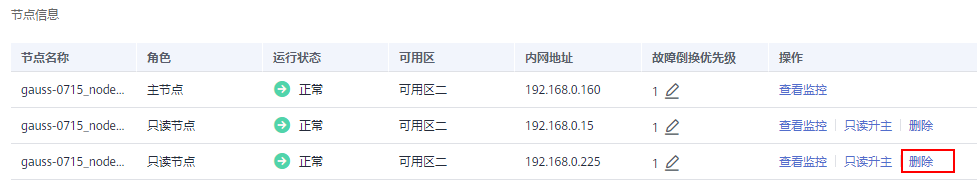 节点信息
节点名称 角色 运行状态 可用区 内网地址 故障倒换优先级 操作
gauss-0715_node... 主节点 正常 可用区二 192.168.0.160 1 查看监控
gauss-0715_node... 只读节点 正常 可用区二 192.168.0.15 1 查看监控 只读升主 删除
gauss-0715_node... 只读节点 正常 可用区二 192.168.0.225 1 查看监控 只读升主 删除